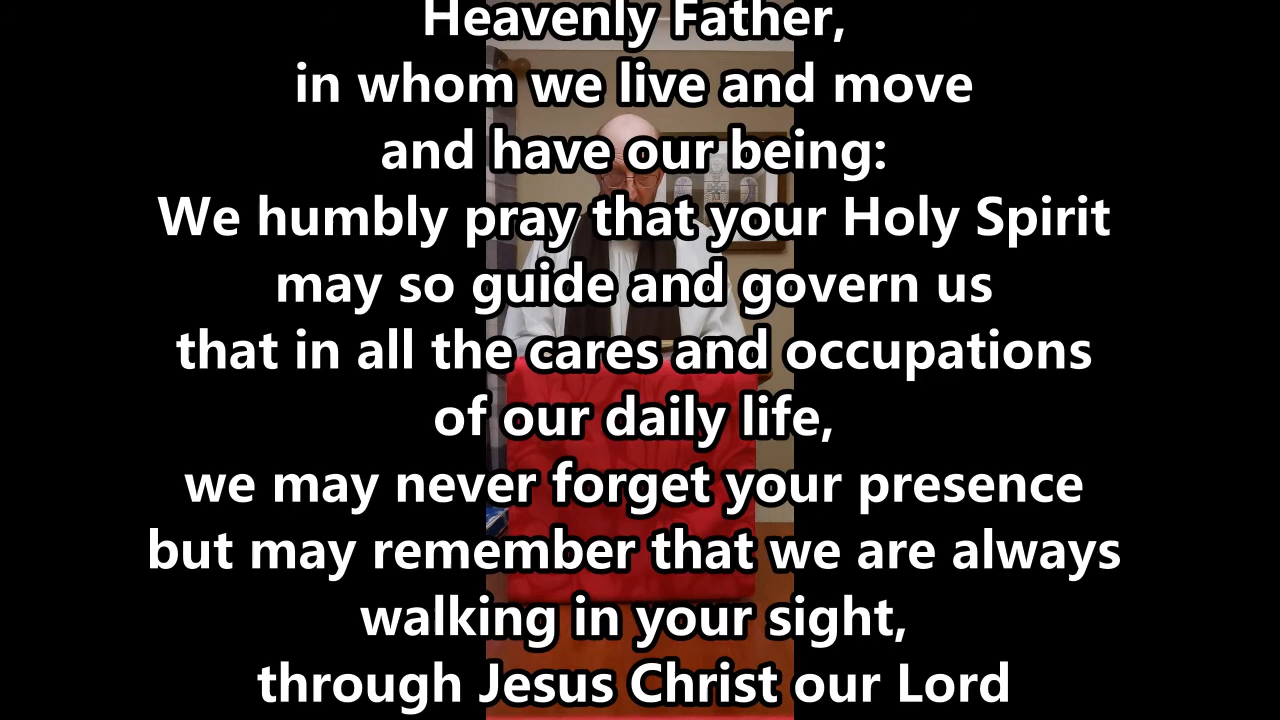 Heavenly Father,
in whom we live and move
and have our being:
We humbly pray that your Holy Spirit
may so guide and govern us
that in all the cares and occupations
of our daily life,
we may never forget your presence
but may remember that we are always
walking in your sight,
through Jesus Christ our Lord